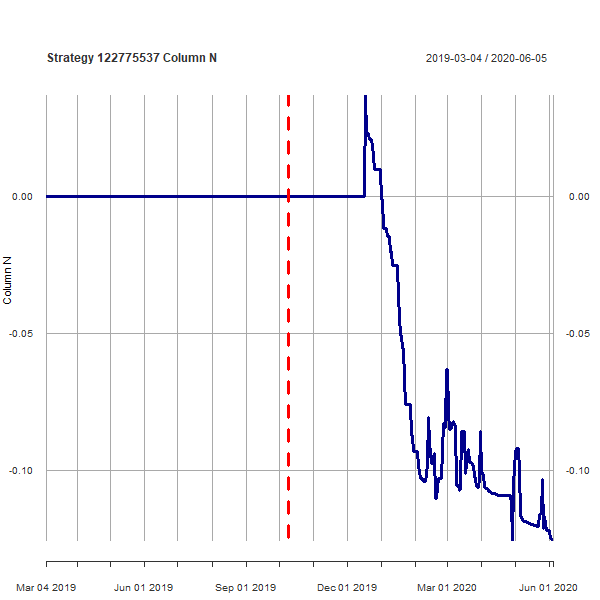 Strategy 122775537 Column N 2019-03-04 / 2020-06-05
0.00 0.00
-0.05 -0.05
-0.10 -0.10
Column N
Mar 04 2019 Jun 01 2019 Sep 01 2019 Dec 01 2019 Mar 01 2020 Jun 01 2020